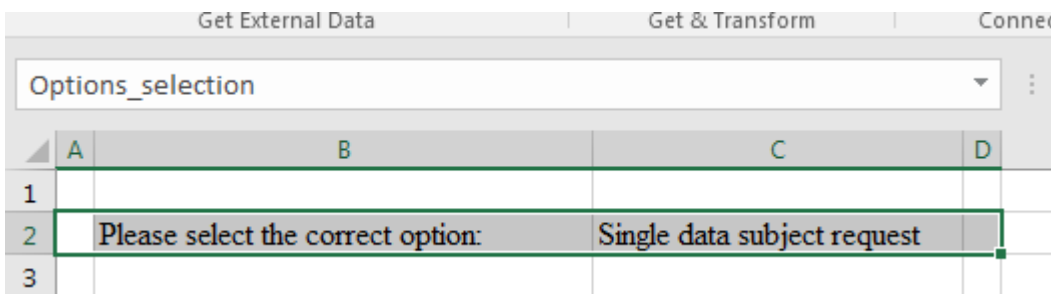 Get External Data Get & Transform
Options_selection
A B C D
1
2 Please select the correct option: Single data subject request
3